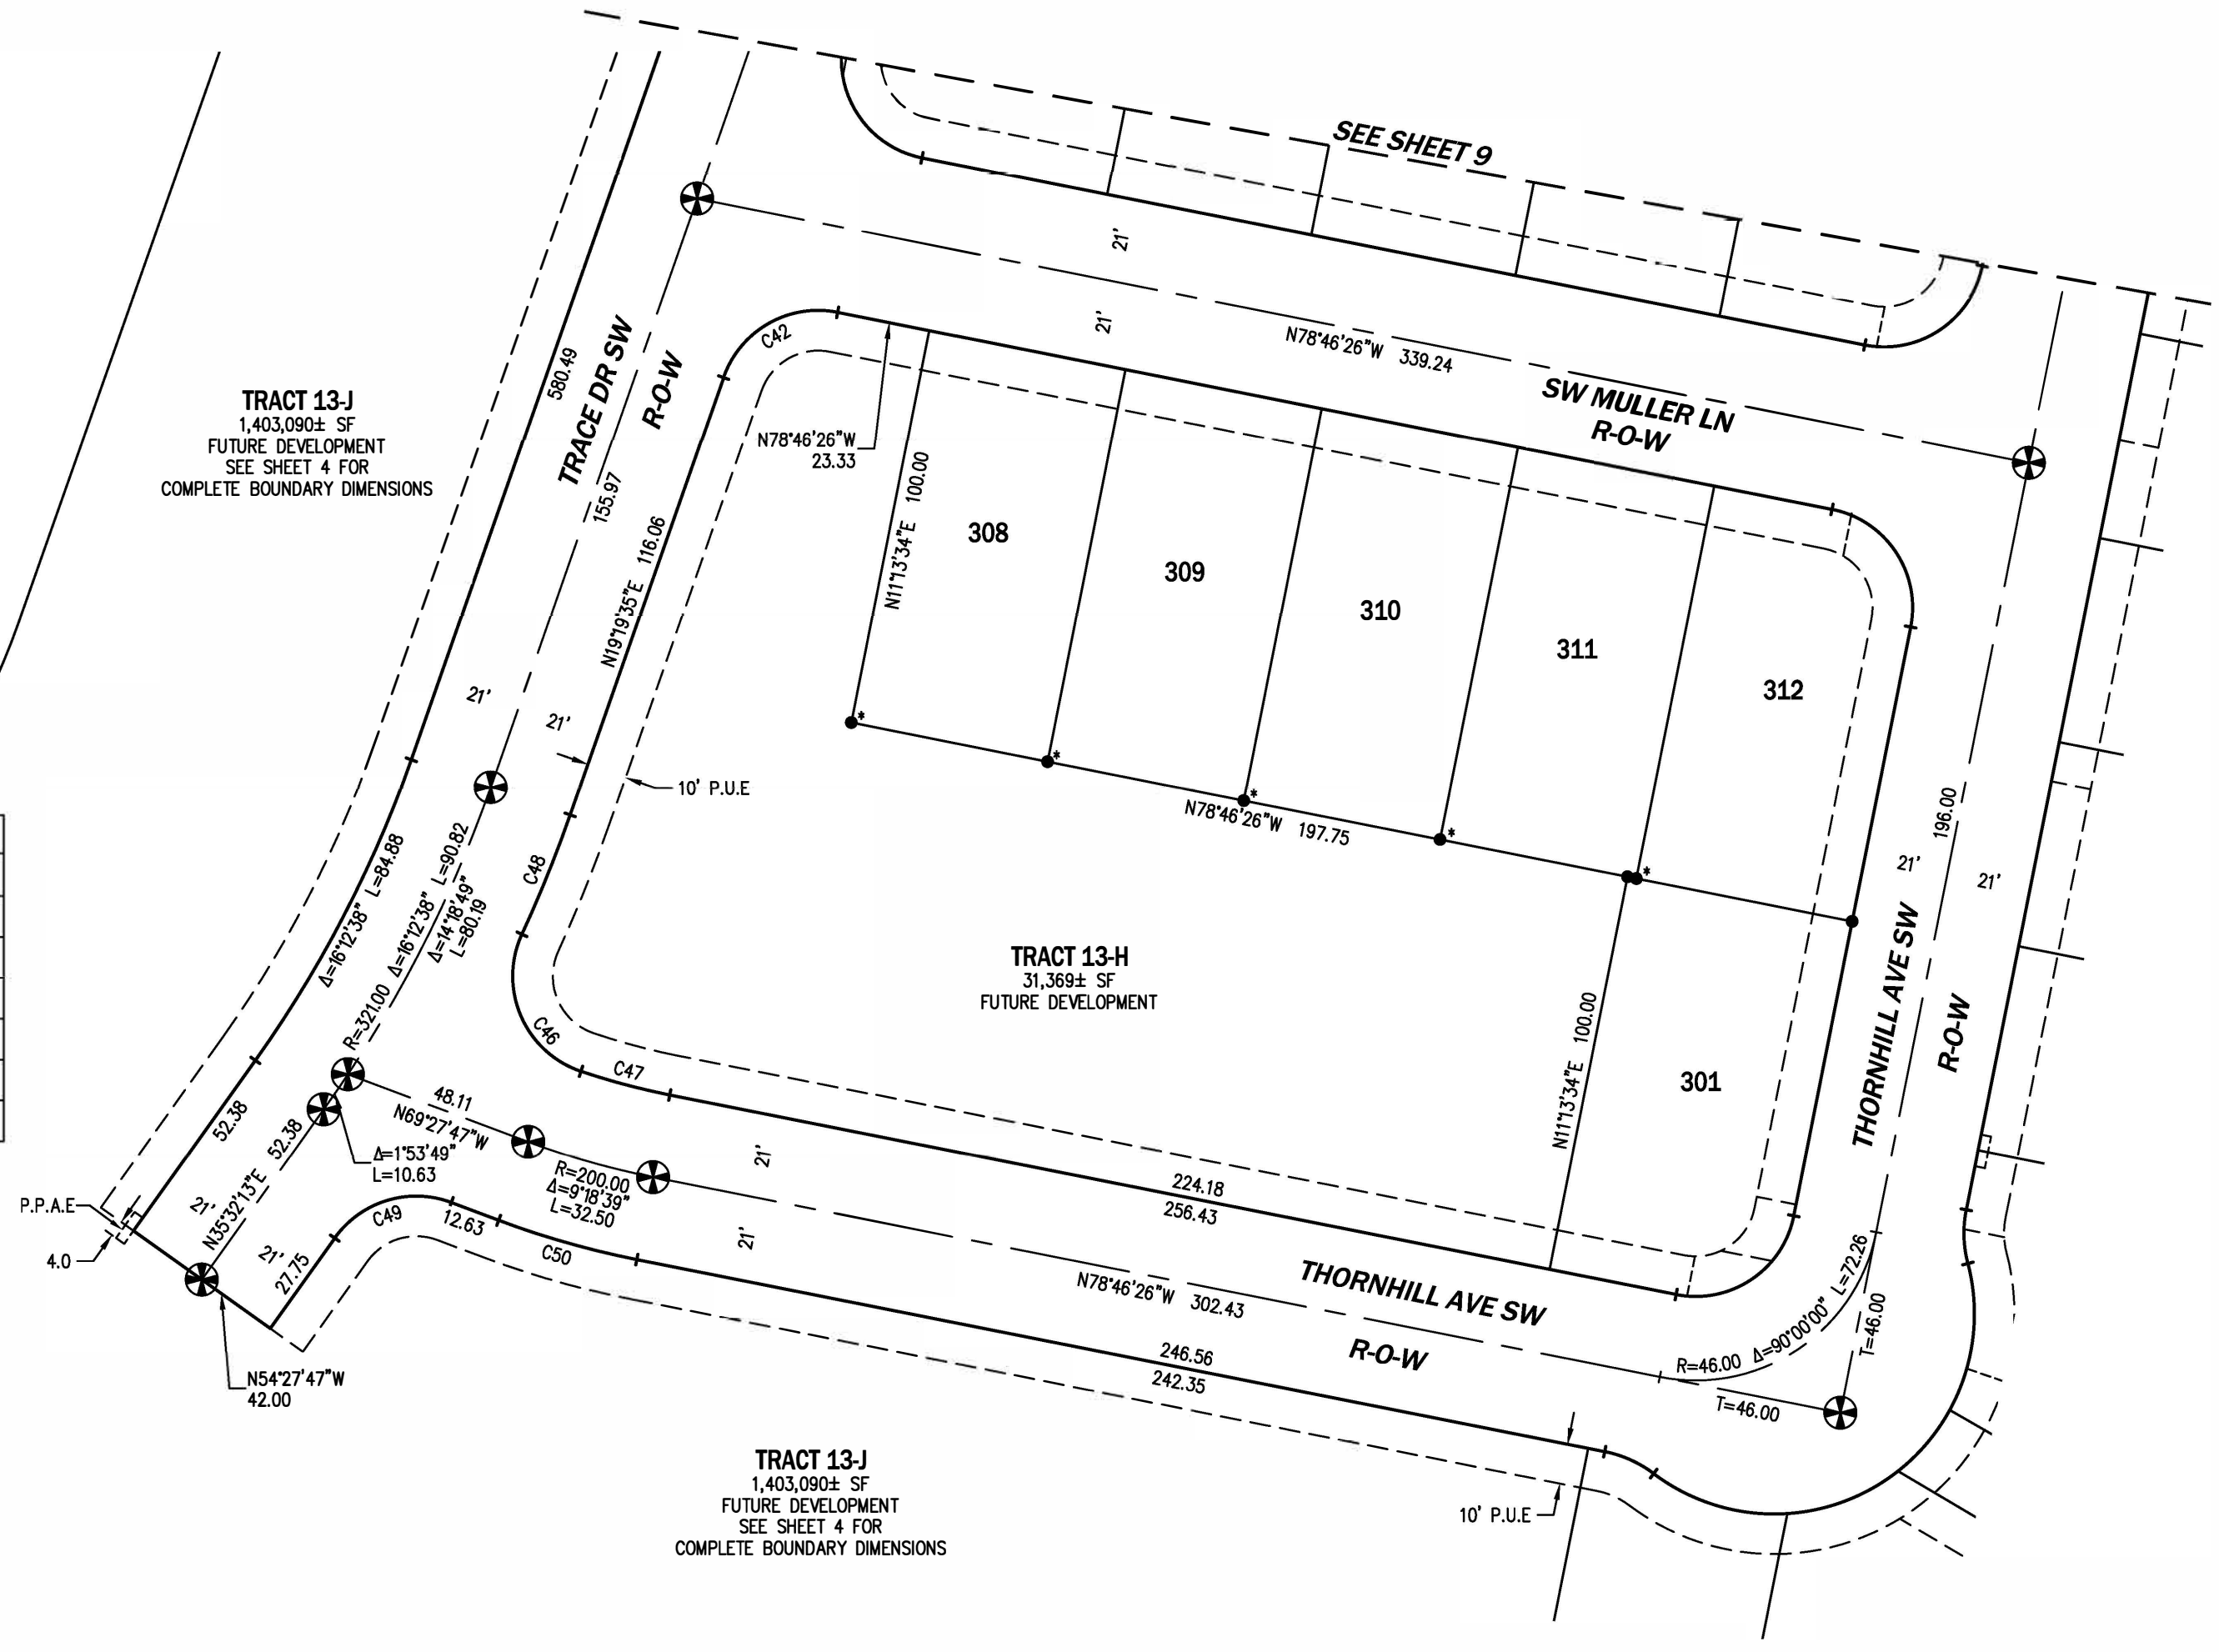 SEE SHEET 9
21'
21'
N78°46'26"W 339.24
SW MULLER LN
R-O-W
C42
TRACE DR SW
R-O-W
580.49
155.97
N19°19'35"E 116.06
N78°46'26"W
23.33
N11°13'34"E 100.00
TRACT 13-J
1,403,090± SF
FUTURE DEVELOPMENT
SEE SHEET 4 FOR
COMPLETE BOUNDARY DIMENSIONS
308
309
310
311
312
*
*
*
*
*
21'
21'
10' P.U.E
N78°46'26"W 197.75
196.00
21'
21'
THORNHILL AVE SW
R-O-W
C48
Δ=16°12'38" L=84.88
R=321.00 Δ=16°12'38" L=90.82
Δ=14°18'49"
L=80.19
TRACT 13-H
31,369± SF
FUTURE DEVELOPMENT
C46
C47
N11°13'34"E 100.00
301
52.38
48.11
N69°27'47"W
Δ=1°53'49"
L=10.63
N35°32'13"E 52.38
21'
21'
P.P.A.E
4.0
27.75
C49
12.63
C50
R=200.00
Δ=9°18'39"
L=32.50
21'
21'
224.18
256.43
N78°46'26"W 302.43
THORNHILL AVE SW
R-O-W
R=46.00 Δ=90°00'00" L=72.26
T=46.00
T=46.00
246.56
242.35
N54°27'47"W
42.00
TRACT 13-J
1,403,090± SF
FUTURE DEVELOPMENT
SEE SHEET 4 FOR
COMPLETE BOUNDARY DIMENSIONS
10' P.U.E